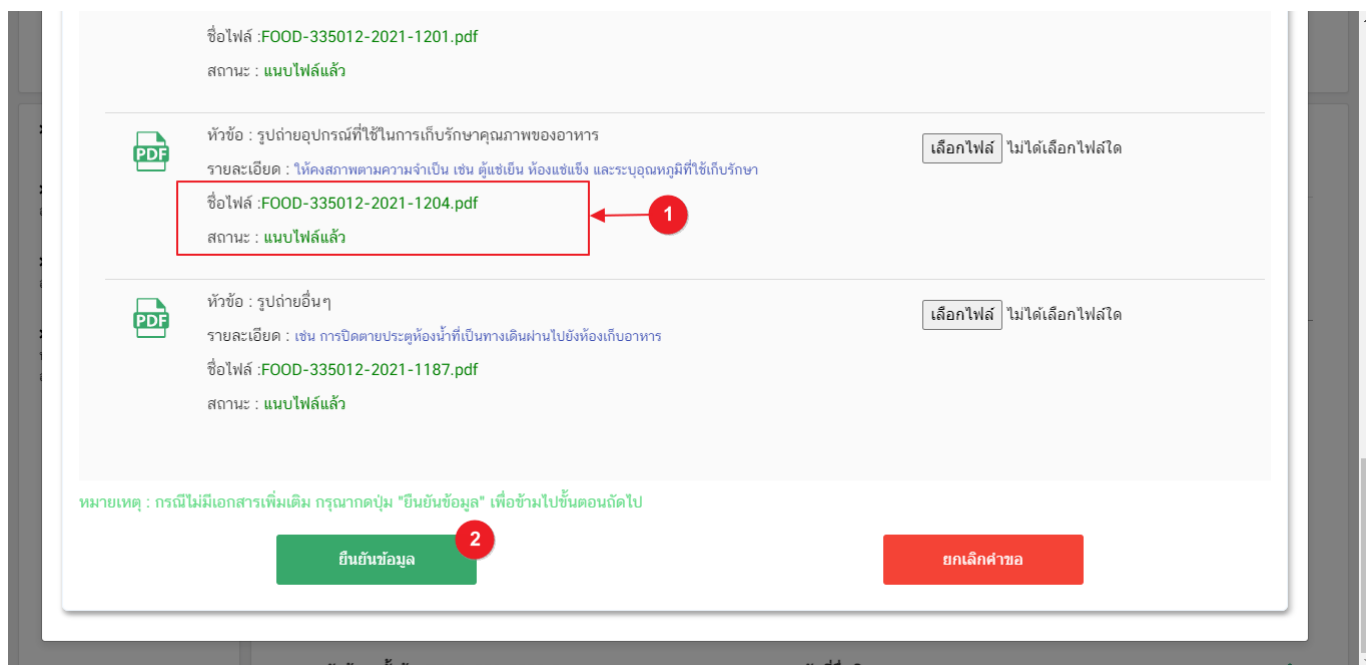 ชื่อไฟล์ :FOOD-335012-2021-1201.pdf
สถานะ : แนบไฟล์แล้ว
PDF
หัวข้อ : รูปถ่ายอุปกรณ์ที่ใช้ในการเก็บรักษาคุณภาพของอาหาร
เลือกไฟล์ ไม่ได้เลือกไฟล์ใด
รายละเอียด : ให้คงสภาพตามความจำเป็น เช่น ตู้แช่เย็น ห้องแช่แข็ง และระบุอุณหภูมิที่ใช้เก็บรักษา
ชื่อไฟล์ :FOOD-335012-2021-1204.pdf
1
สถานะ : แนบไฟล์แล้ว
PDF
หัวข้อ : รูปถ่ายอื่นๆ
เลือกไฟล์ ไม่ได้เลือกไฟล์ใด
รายละเอียด : เช่น การปิดตายประตูห้องน้ำที่เป็นทางเดินผ่านไปยังห้องเก็บอาหาร
ชื่อไฟล์ :FOOD-335012-2021-1187.pdf
สถานะ : แนบไฟล์แล้ว
หมายเหตุ : กรณีไม่มีเอกสารเพิ่มเติม กรุณากดปุ่ม "ยืนยันข้อมูล" เพื่อข้ามไปขั้นตอนถัดไป
2
ยืนยันข้อมูล
ยกเลิกคำขอ